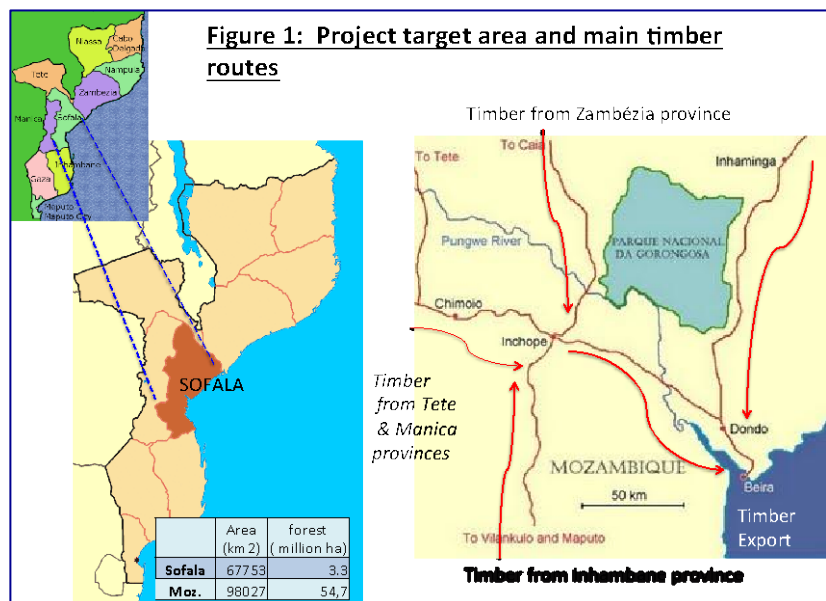 Figure 1: Project target area and main timber
routes
Niassa
Cabo
Delgada
Tete
Nampula
Zambezia
Manica
Sofala
Inhambane
Gaza
Maputo
Maputo City
SOFALA
Area
(km 2)
forest
( million ha)
Sofala 67753 3.3
Moz. 98027 54,7
Timber from Zambézia province
To Tete
To Caia
Inhaminga
Pungwe River
PARQUE NACIONAL
DA GORONGOSA
Chimoio
Inchope
Timber
from Tete
& Manica
provinces
Dondo
MOZAMBIQUE
Beira
50 km
Timber
Export
To Vilankulo and Maputo
Timber from Inhambane province